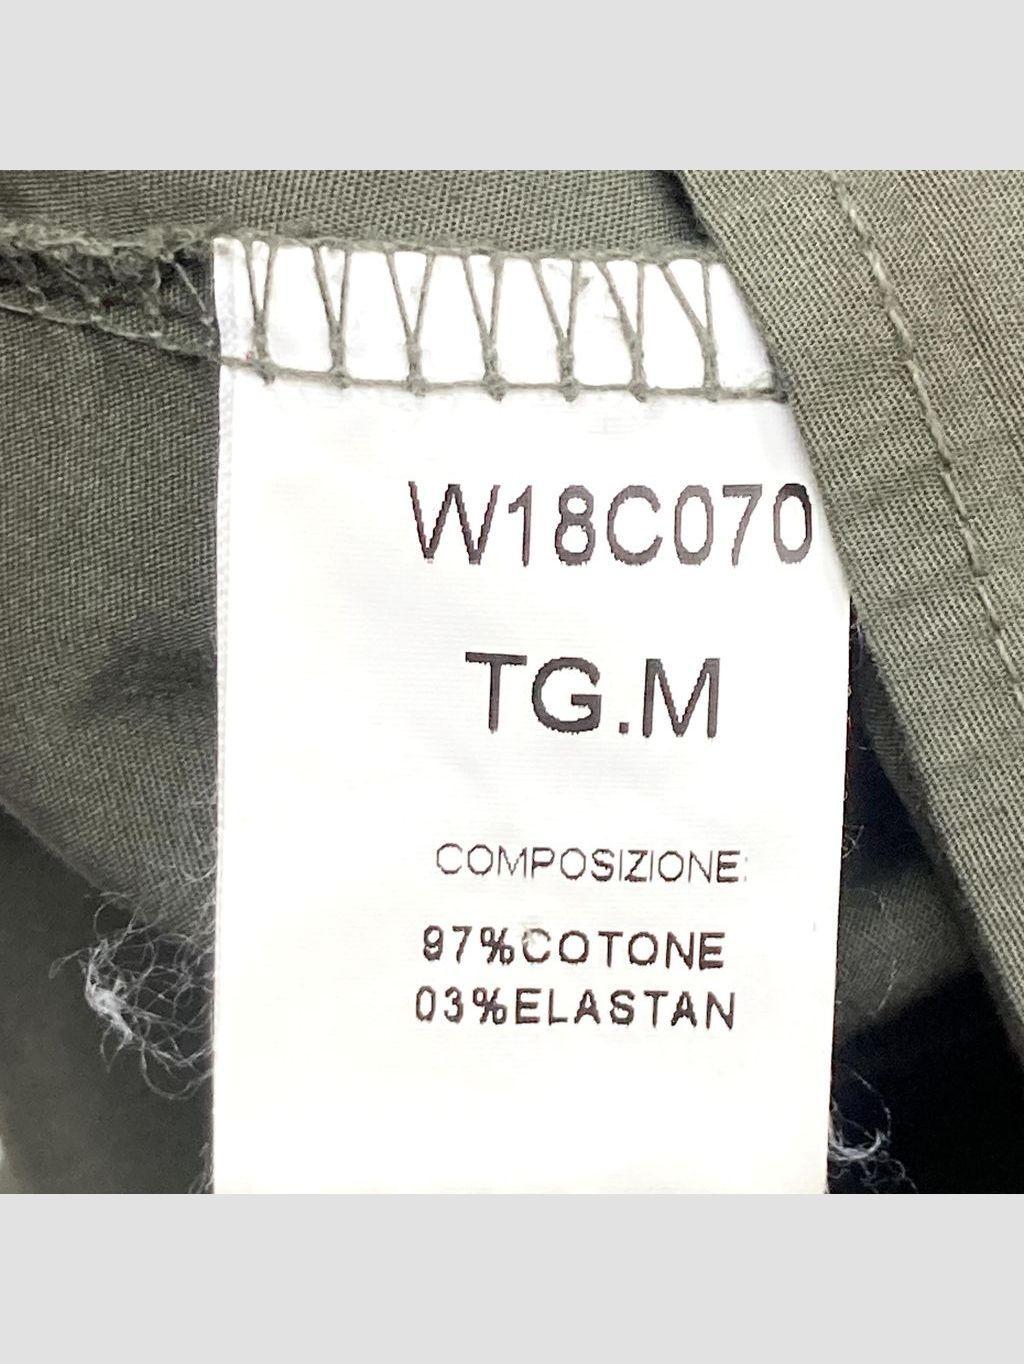 W18C070
TG.M
COMPOSIZIONE:
97%COTONE
03%ELASTAN